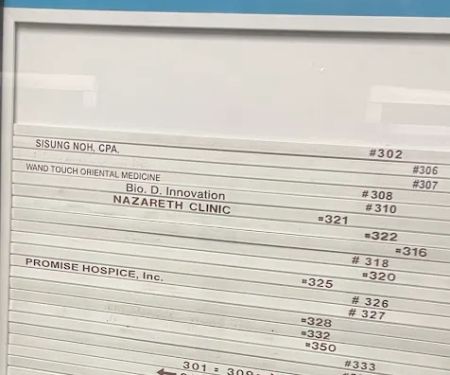 SISUNG NOH, CPA. #302
#306
WAND TOUCH ORIENTAL MEDICINE #307
Bio. D. Innovation #308
NAZARETH CLINIC #310
#321
#322
#316
# 318
#320
PROMISE HOSPICE, Inc. #325
# 326
# 327
#328
#332
#350
#333
301 = 309